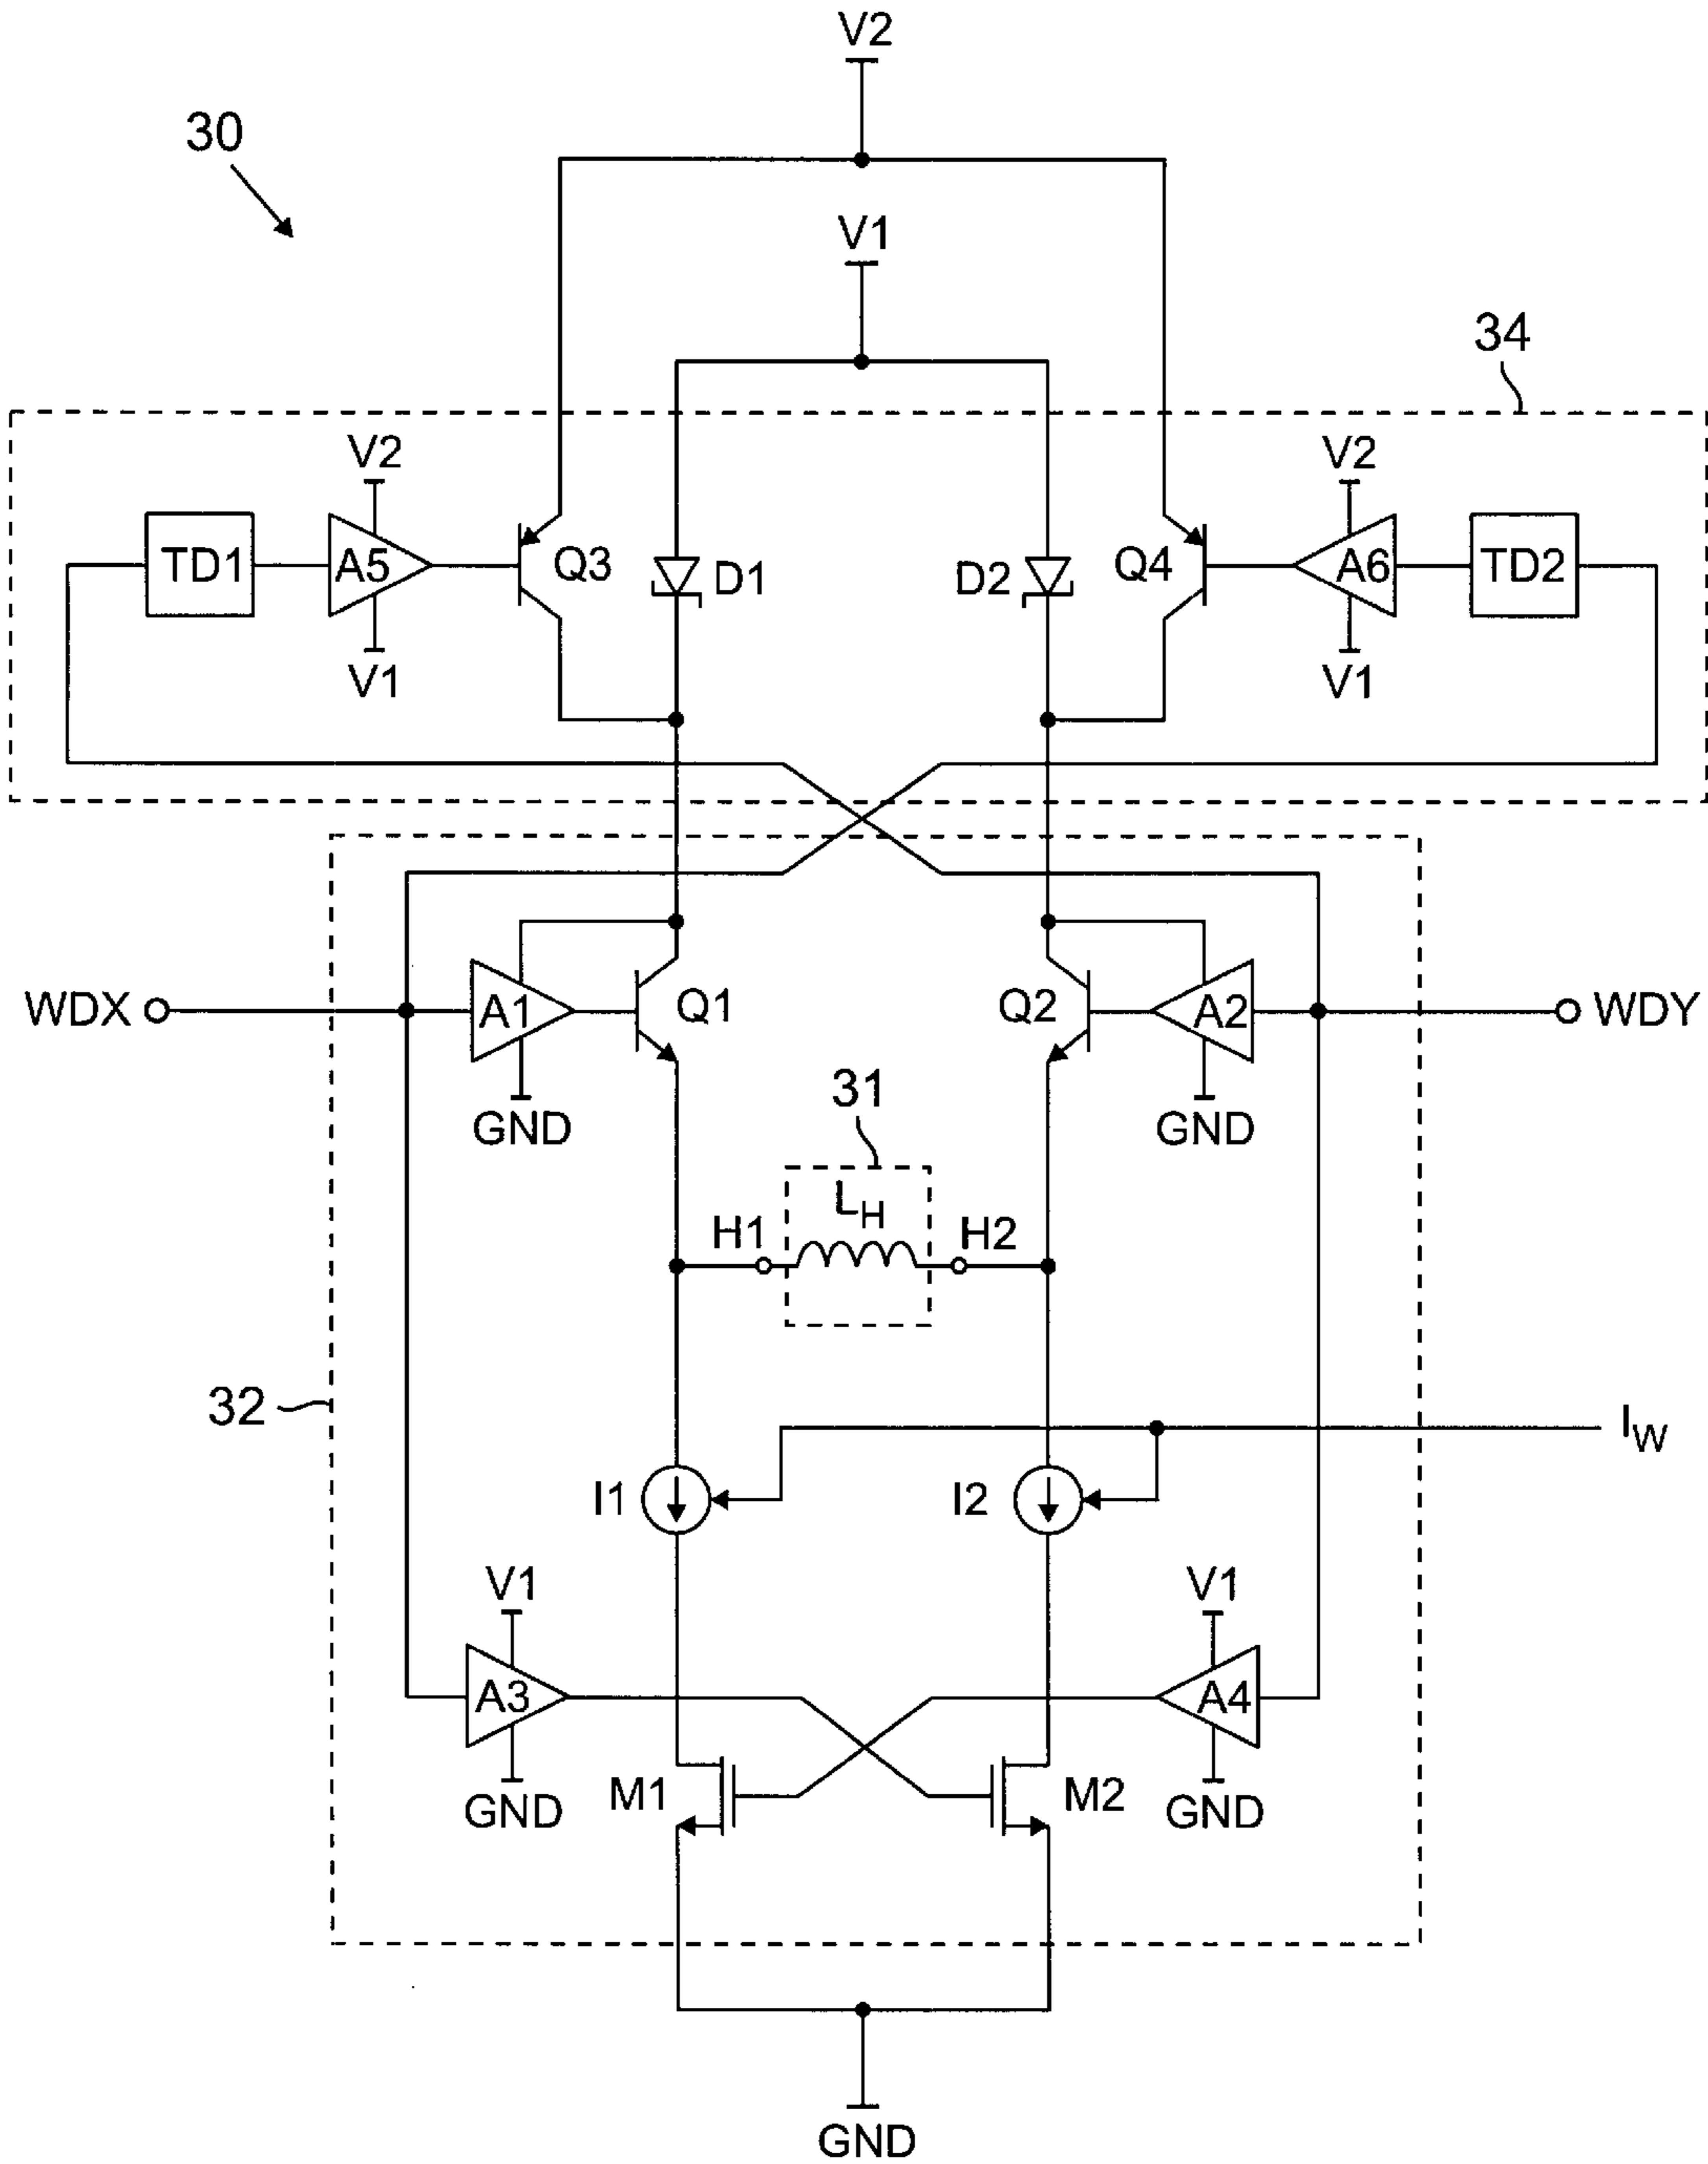 V2
30
V1
34
V2
V2
TD1
A5
Q3
D1
D2
Q4
A6
TD2
V1
V1
WDX
A1
Q1
Q2
A2
WDY
GND
31
GND
H1
L_H
H2
32
I_W
I1
I2
V1
V1
A3
A4
M1
M2
GND
GND
GND